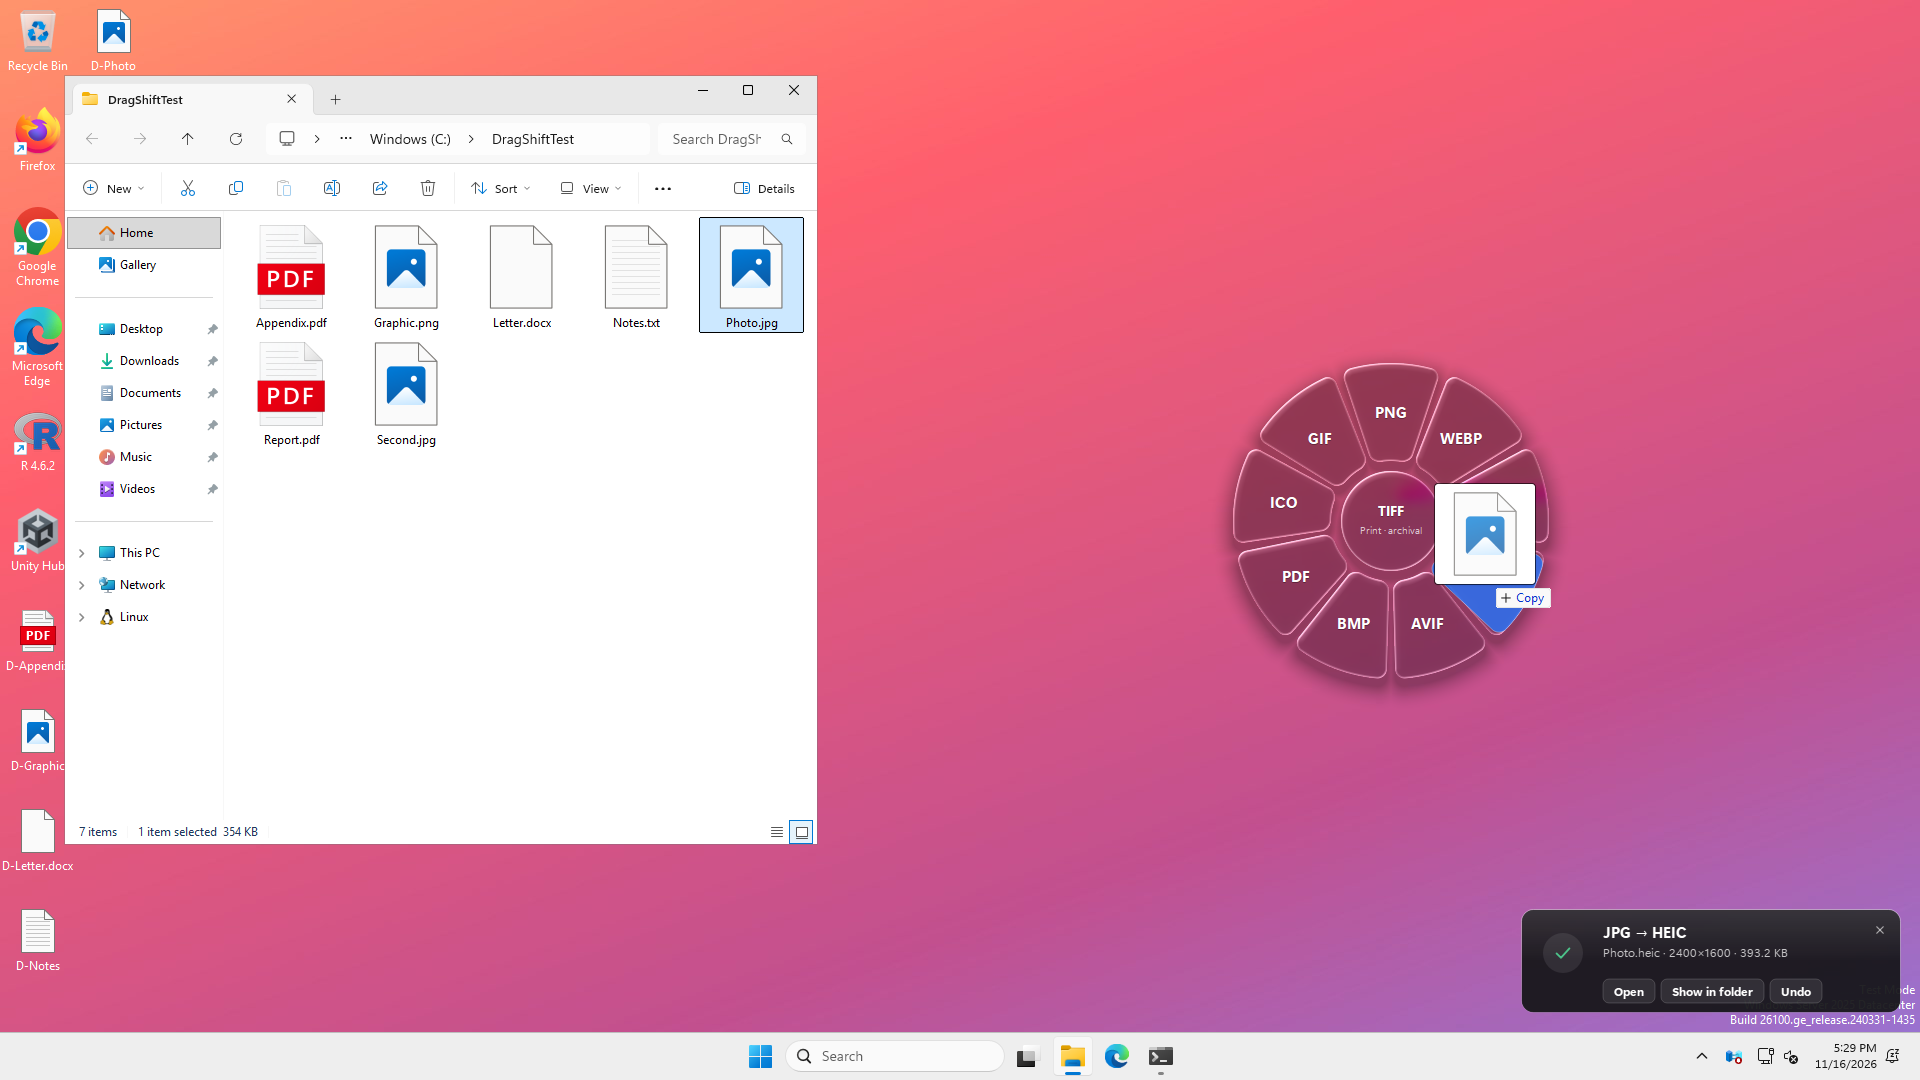 Recycle Bin
D-Photo
Firefox
Google
Chrome
Microsoft
Edge
R 4.6.2
Unity Hub
D-Graphic
D-Letter.docx
D-Notes
DragShiftTest
Windows (C:)
DragShiftTest
Search DragSh
New
Sort
View
Details
Home
Gallery
Desktop
Downloads
Documents
Pictures
Music
Videos
This PC
Network
Linux
PDF
Appendix.pdf
Graphic.png
Letter.docx
Notes.txt
Photo.jpg
PDF
Report.pdf
Second.jpg
PDF
D-Appendi
7 items
1 item selected 354 KB
PNG
GIF
WEBP
ICO
TIFF
Print · archival
PDF
BMP
AVIF
+ Copy
JPG → HEIC
Photo.heic · 2400×1600 · 393.2 KB
Open
Show in folder
Undo
Build 26100.ge_release.240331-1435
Search
5:29 PM
11/16/2026